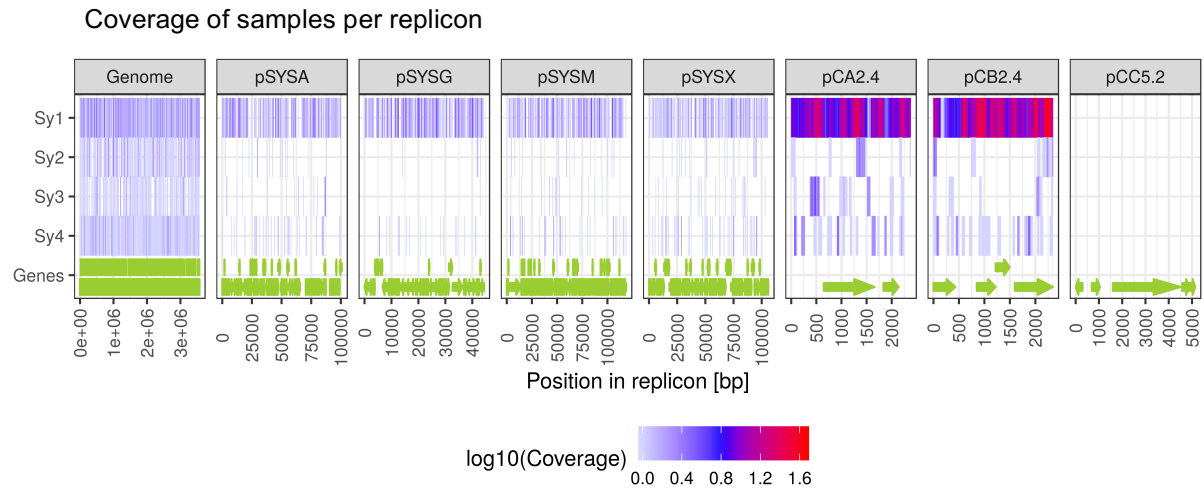 Coverage of samples per replicon
Genome pSYSA pSYSG pSYSM pSYSX pCA2.4 pCB2.4 pCC5.2
Sy1
Sy2
Sy3
Sy4
Genes
0e+00 1e+06 2e+06 3e+06 0 25000 50000 75000 100000 0 10000 20000 30000 40000 0 25000 50000 75000 100000 0 25000 50000 75000 100000 0 500 1000 1500 2000 0 500 1000 1500 2000 0 1000 2000 3000 4000 5000
Position in replicon [bp]
log10(Coverage)
0.0 0.4 0.8 1.2 1.6